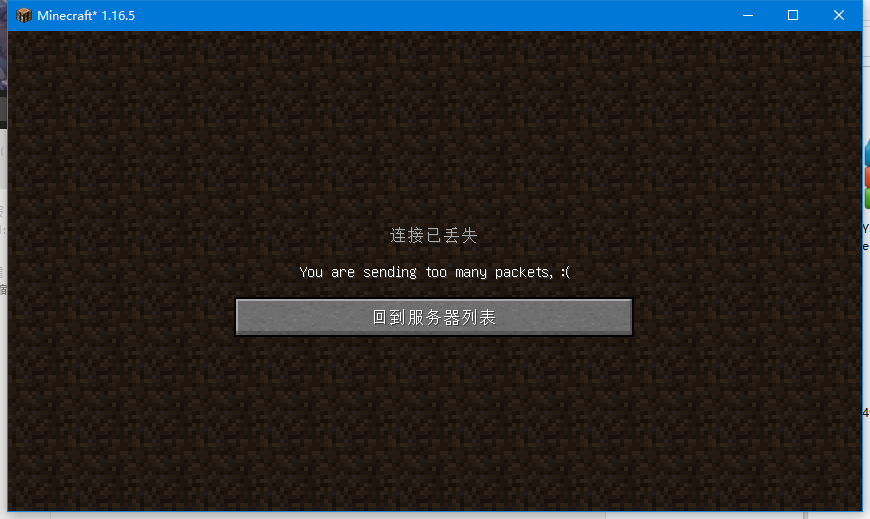 Minecraft* 1.16.5
连接已丢失
You are sending too many packets, :(
回到服务器列表